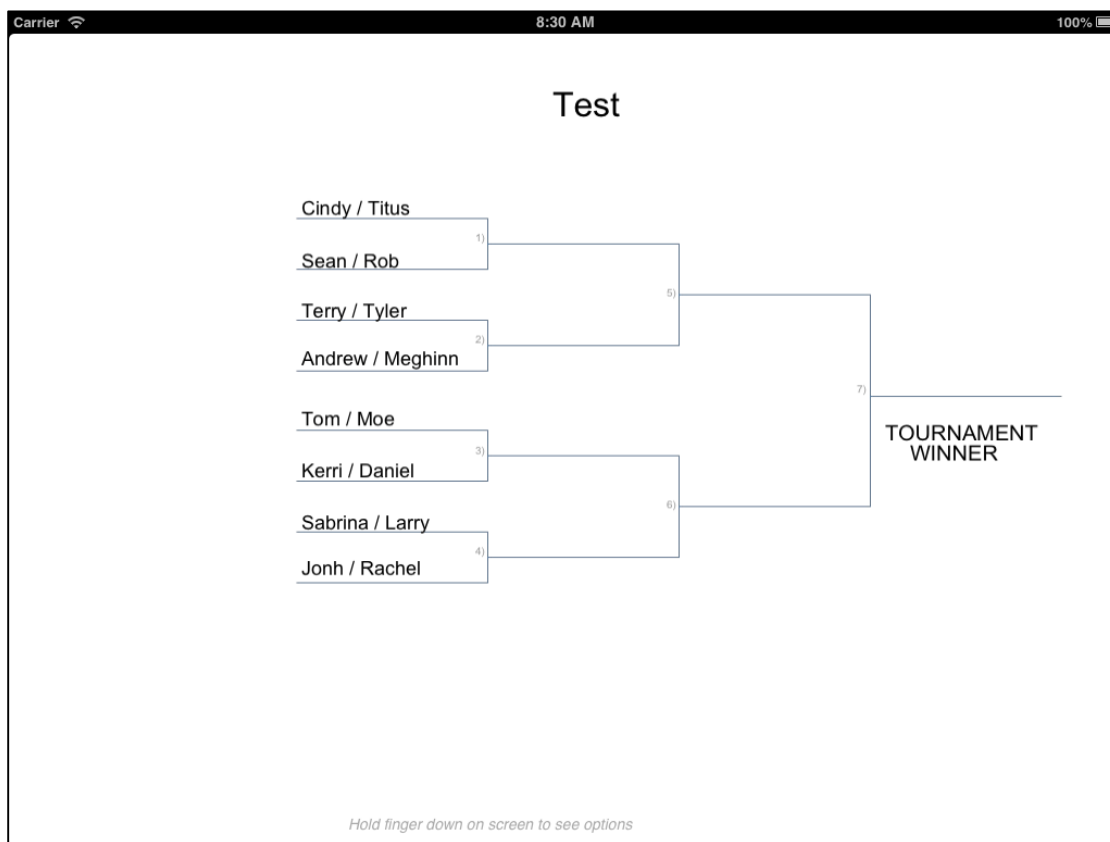 Carrier 8:30 AM 100%
Test
Cindy / Titus
1)
Sean / Rob
5)
Terry / Tyler
2)
Andrew / Meghinn
7)
Tom / Moe
3)
Kerri / Daniel
6)
Sabrina / Larry
4)
Jonh / Rachel
TOURNAMENT
WINNER
Hold finger down on screen to see options